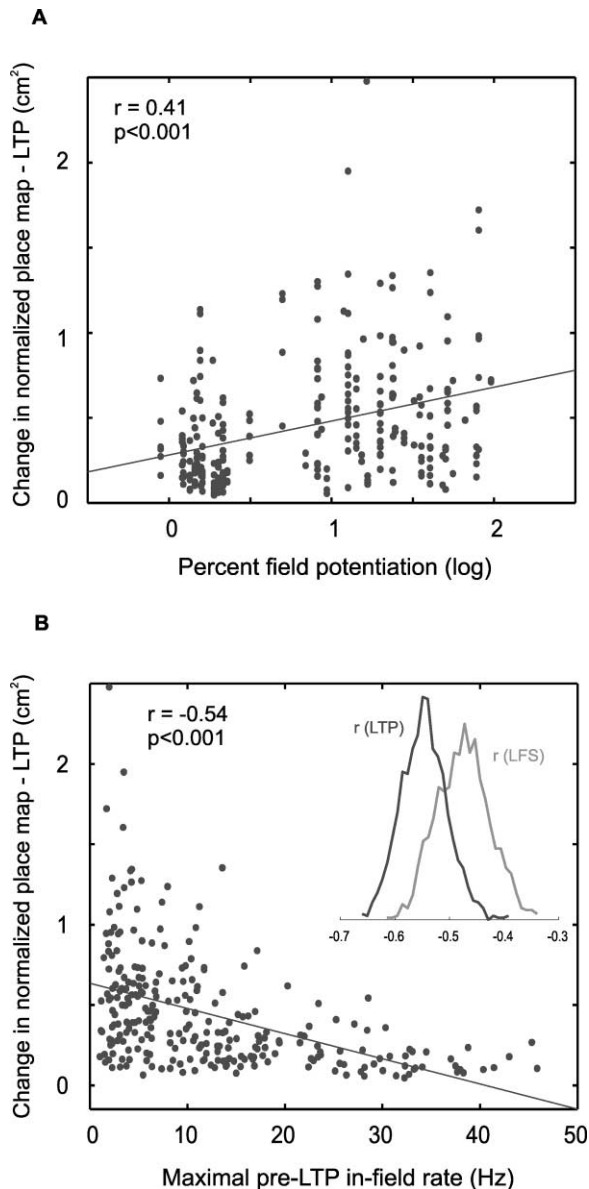 A
Change in normalized place map - LTP (cm²)
r = 0.41
p<0.001
2
1
0
0
1
2
Percent field potentiation (log)
B
Change in normalized place map - LTP (cm²)
r = -0.54
p<0.001
2
1
0
r (LTP)
r (LFS)
-0.7 -0.6 -0.5 -0.4 -0.3
0 10 20 30 40 50
Maximal pre-LTP in-field rate (Hz)